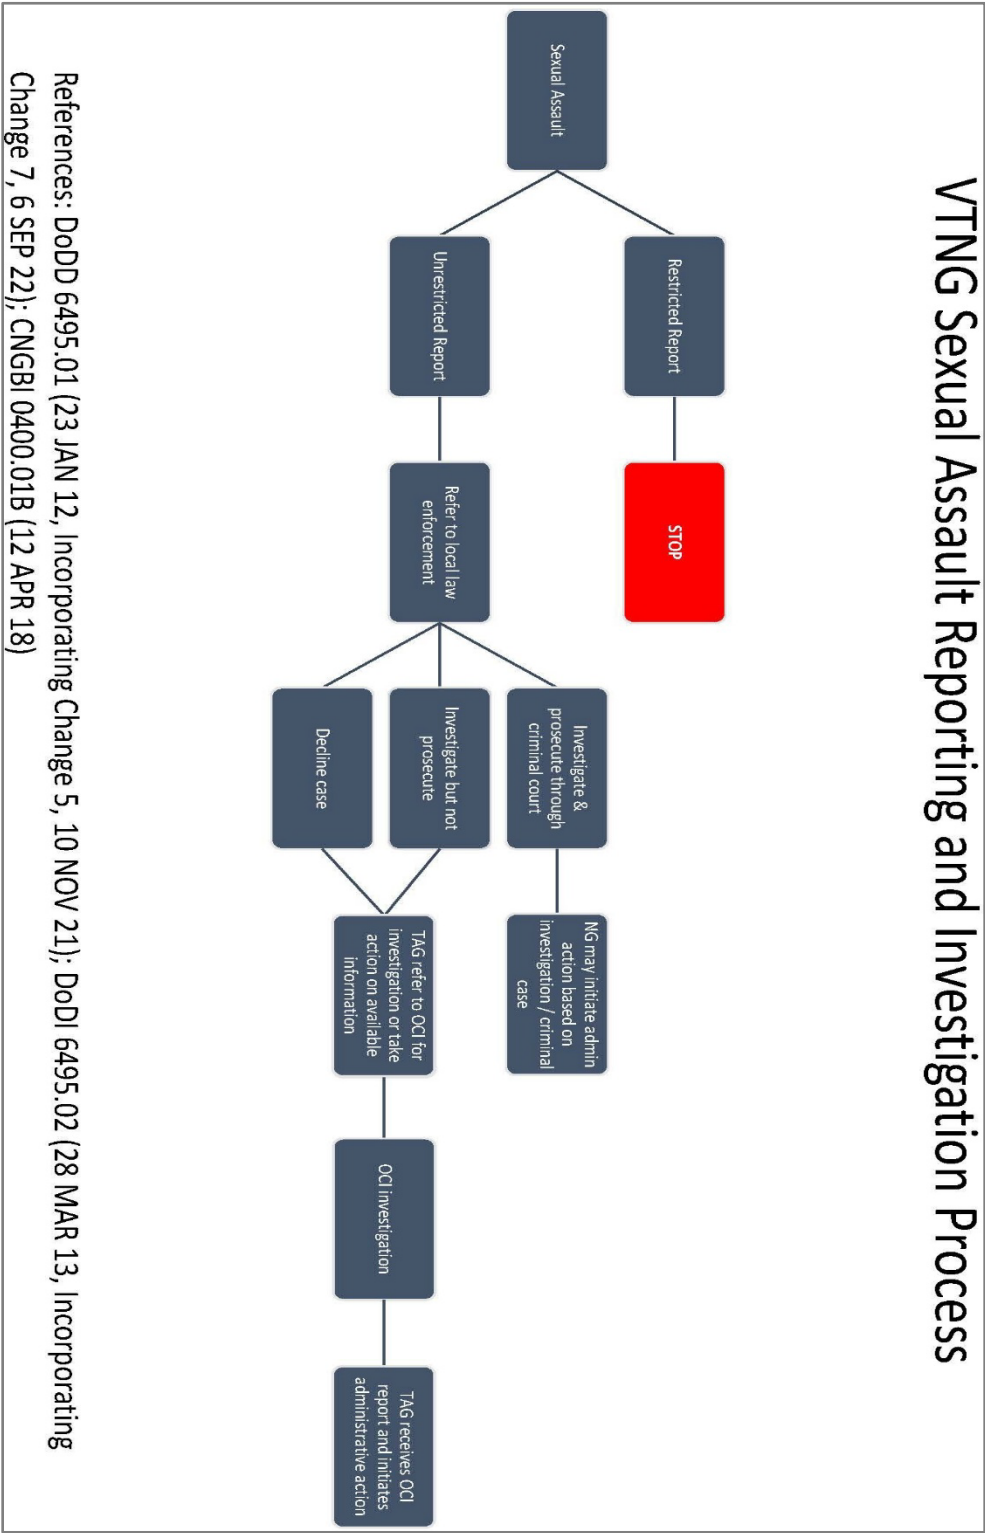 VTNG Sexual Assault Reporting and Investigation Process
Sexual Assault
Restricted Report
STOP
Unrestricted Report
Refer to local law
enforcement
Investigate &
prosecute through
criminal court
NG may initiate admin
action based on
investigation / criminal
case
Investigate but not
prosecute
Decline case
TAG refer to OCI for
investigation or take
action on available
information
OCI investigation
TAG receives OCI
report and initiates
administrative action
References: DoDD 6495.01 (23 JAN 12, Incorporating Change 5, 10 NOV 21); DoDI 6495.02 (28 MAR 13, Incorporating
Change 7, 6 SEP 22); CNGBI 0400.01B (12 APR 18)